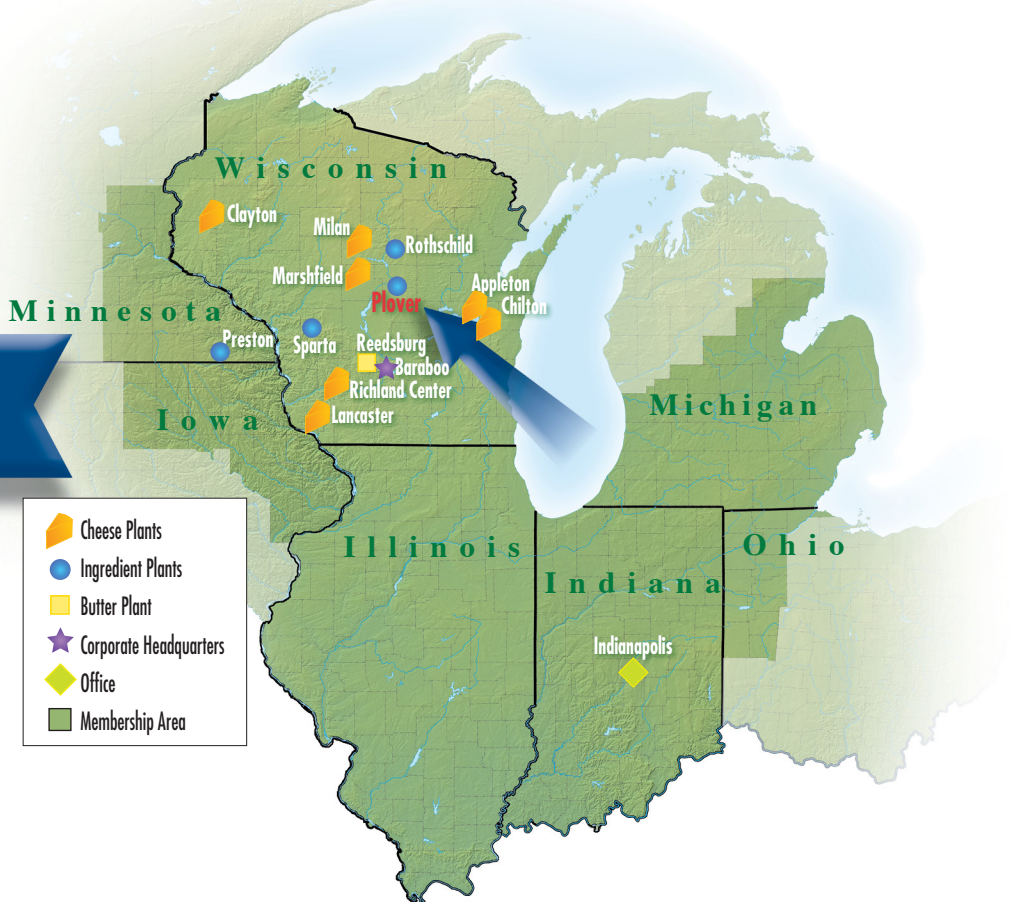 Wisconsin
Clayton
Milan
Rothschild
Marshfield
Appleton
Plover
Chilton
Minnesota
Preston
Sparta
Reedsburg
Baraboo
Richland Center
Lancaster
Iowa
Michigan
Illinois
Ohio
Indiana
Indianapolis
Cheese Plants
Ingredient Plants
Butter Plant
Corporate Headquarters
Office
Membership Area